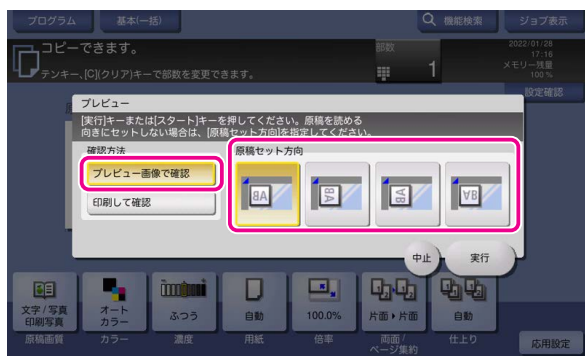 プログラム
基本(一括)
機能検索
ジョブ表示
コピーできます。
テンキー、[C](クリア)キーで部数を変更できます。
部数
1
2022/01/28
17:16
メモリー残量
100 %
設定確認
プレビュー
[実行]キーまたは[スタート]キーを押してください。原稿を読める
向きにセットしない場合は、[原稿セット方向]を指定してください。
確認方法
原稿セット方向
プレビュー画像で確認
印刷して確認
BA
BA
AB
AB
中止
実行
文字/写真
印刷写真
オート
カラー
ふつう
自動
100.0%
片面▶片面
自動
原稿画質
カラー
濃度
用紙
倍率
両面/
ページ集約
仕上り
応用設定